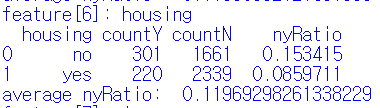 feature[6]: housing
housing countY countN nyRatio
0 no 301 1661 0.153415
1 yes 220 2339 0.0859711
average nyRatio: 0.11969298261338229